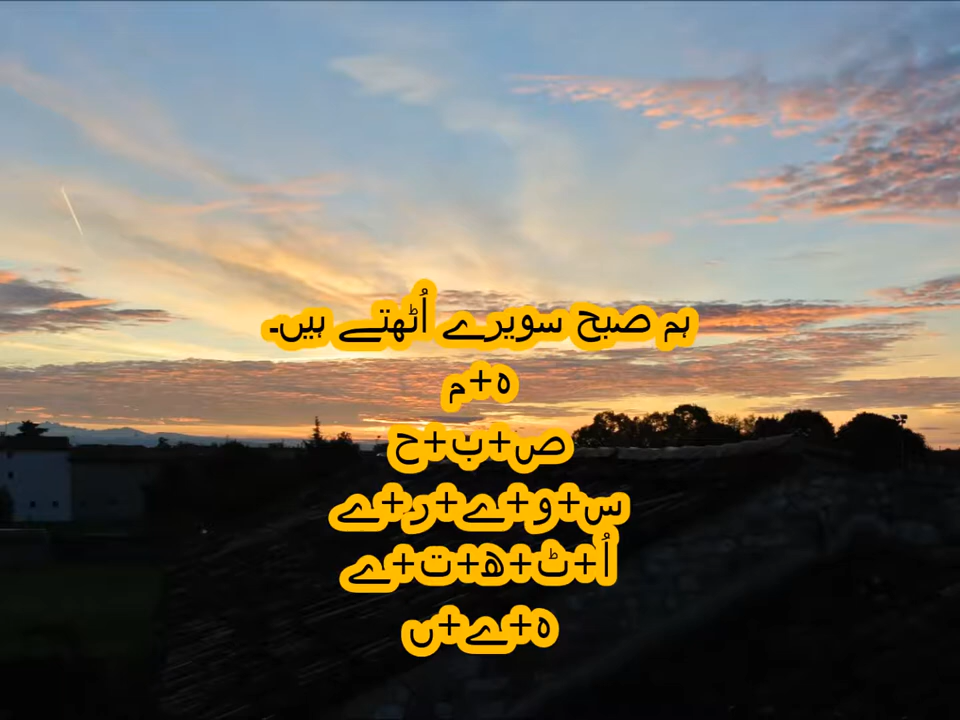 ہم صبح سویرے اُٹھتے ہیں۔
ہ+م
ص+ب+ح
س+و+ے+ر+ے
اُ+ٹ+ھ+ت+ے
ہ+ے+ں